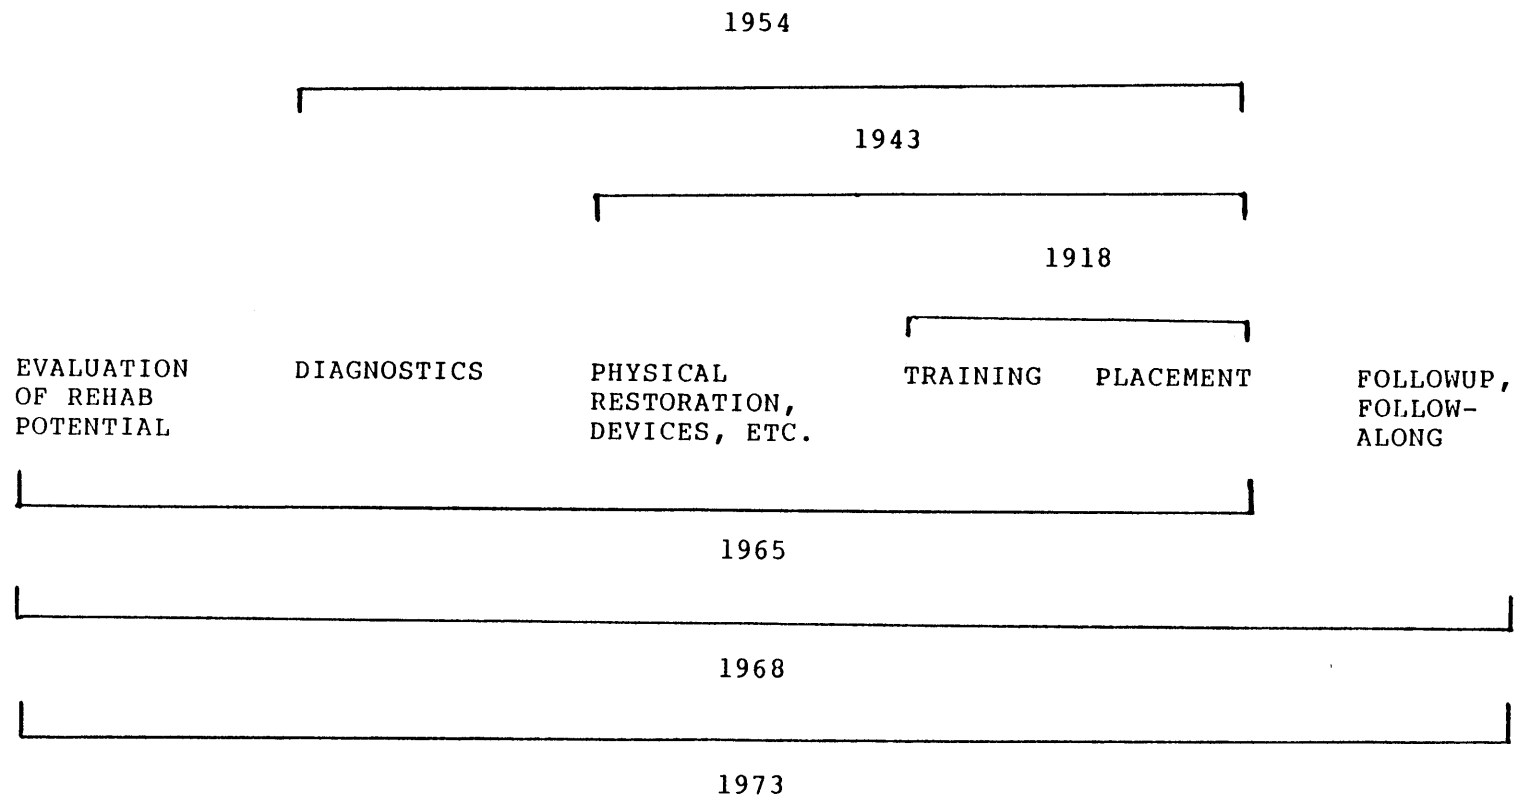 1954
1943
1918
EVALUATION
OF REHAB
POTENTIAL
DIAGNOSTICS
PHYSICAL
RESTORATION,
DEVICES, ETC.
TRAINING
PLACEMENT
FOLLOWUP,
FOLLOW-
ALONG
1965
1968
1973